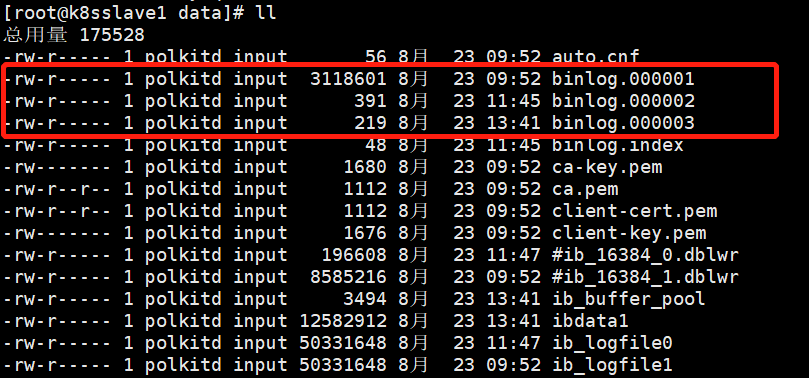 [root@k8sslave1 data]# ll
总用量 175528
-rw-r----- 1 polkitd input       56 8月  23 09:52 auto.cnf
-rw-r----- 1 polkitd input  3118601 8月  23 09:52 binlog.000001
-rw-r----- 1 polkitd input      391 8月  23 11:45 binlog.000002
-rw-r----- 1 polkitd input      219 8月  23 13:41 binlog.000003
-rw-r----- 1 polkitd input       48 8月  23 11:45 binlog.index
-rw------- 1 polkitd input     1680 8月  23 09:52 ca-key.pem
-rw-r--r-- 1 polkitd input     1112 8月  23 09:52 ca.pem
-rw-r--r-- 1 polkitd input     1112 8月  23 09:52 client-cert.pem
-rw------- 1 polkitd input     1676 8月  23 09:52 client-key.pem
-rw-r----- 1 polkitd input   196608 8月  23 11:47 #ib_16384_0.dblwr
-rw-r----- 1 polkitd input  8585216 8月  23 09:52 #ib_16384_1.dblwr
-rw-r----- 1 polkitd input     3494 8月  23 13:41 ib_buffer_pool
-rw-r----- 1 polkitd input 12582912 8月  23 13:41 ibdata1
-rw-r----- 1 polkitd input 50331648 8月  23 11:47 ib_logfile0
-rw-r----- 1 polkitd input 50331648 8月  23 09:52 ib_logfile1